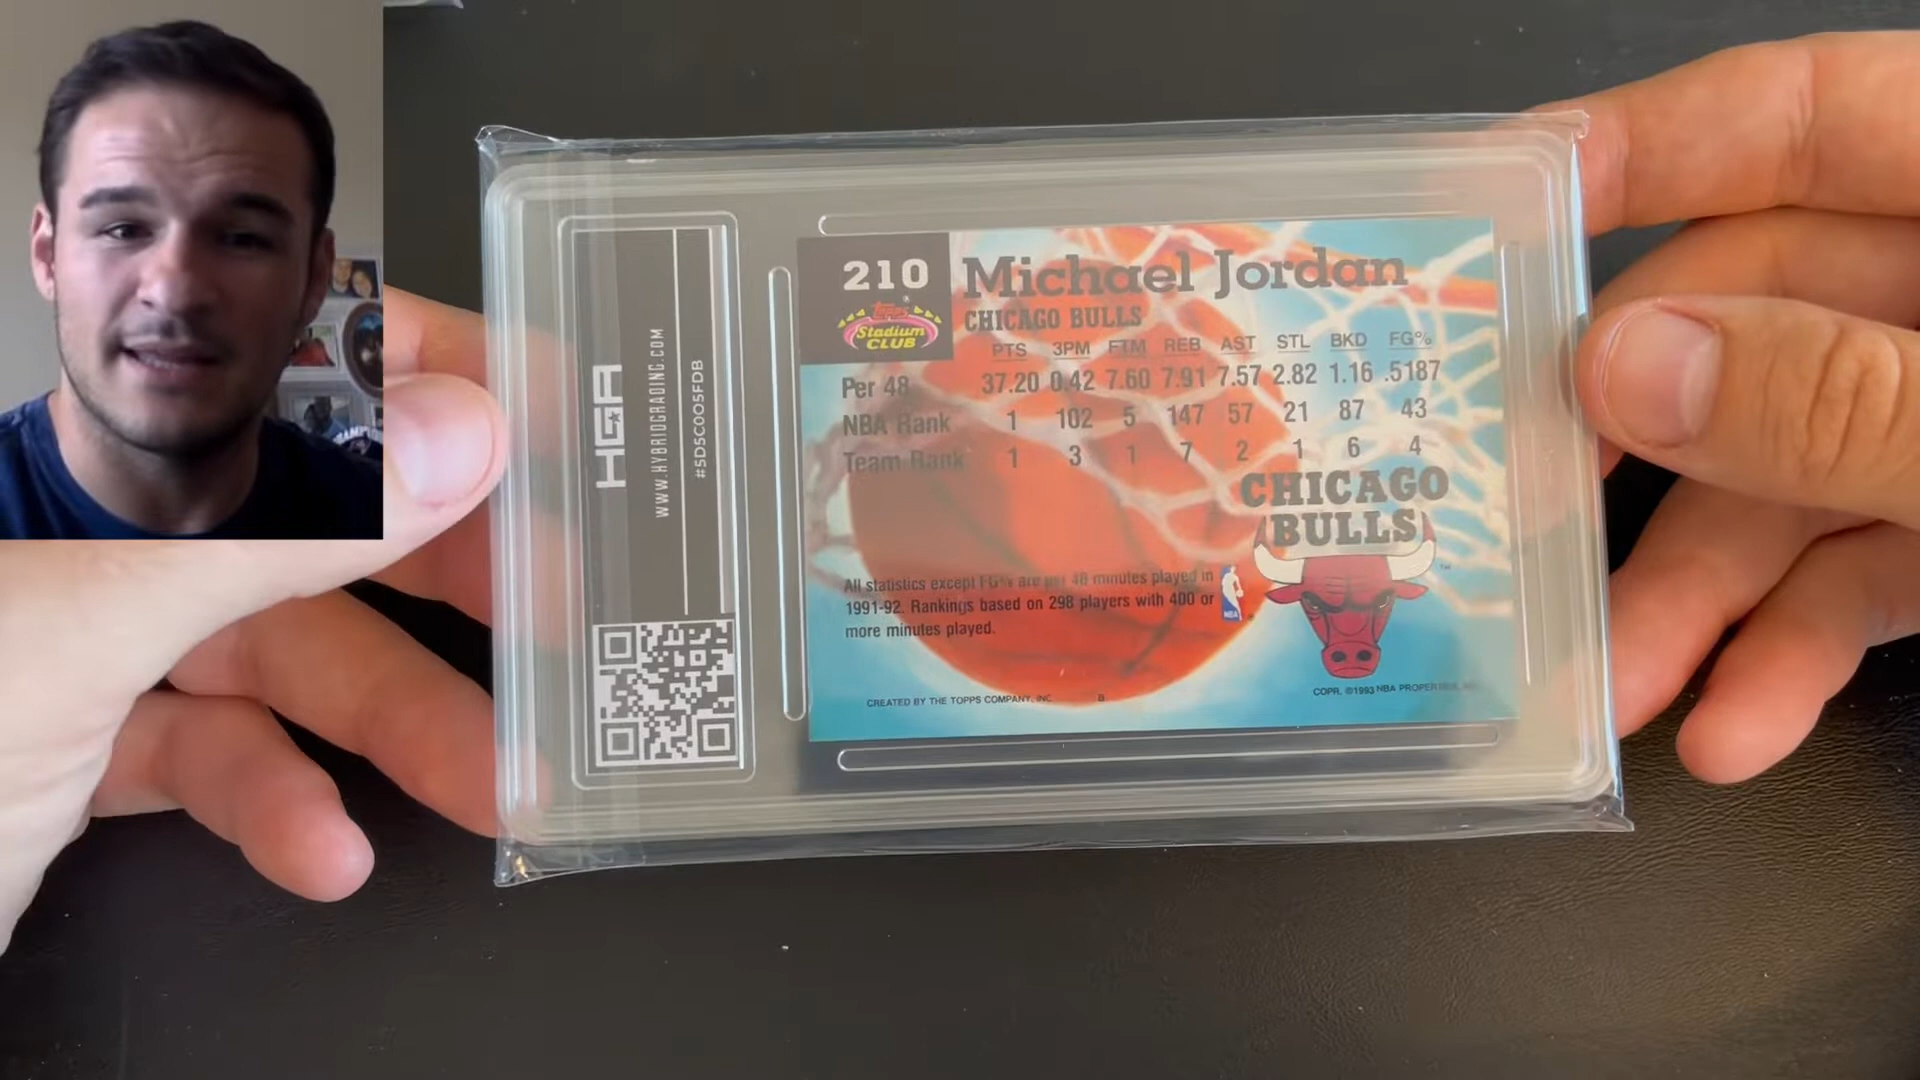 HGA
WWW.HYBRIDGRADING.COM
#5D5C005FDB
210
Topps
Stadium
CLUB
Michael Jordan
CHICAGO BULLS
PTS 3PM FTM REB AST STL BKD FG%
Per 48 37.20 0.42 7.60 7.91 7.57 2.82 1.16 .5187
NBA Rank 1 102 5 147 57 21 87 43
Team Rank 1 3 1 7 2 1 6 4
CHICAGO
BULLS
TM
All statistics except FG% are per 48 minutes played in
1991-92. Rankings based on 298 players with 400 or
more minutes played.
NBA
CREATED BY THE TOPPS COMPANY, INC. B
COPR. ©1993 NBA